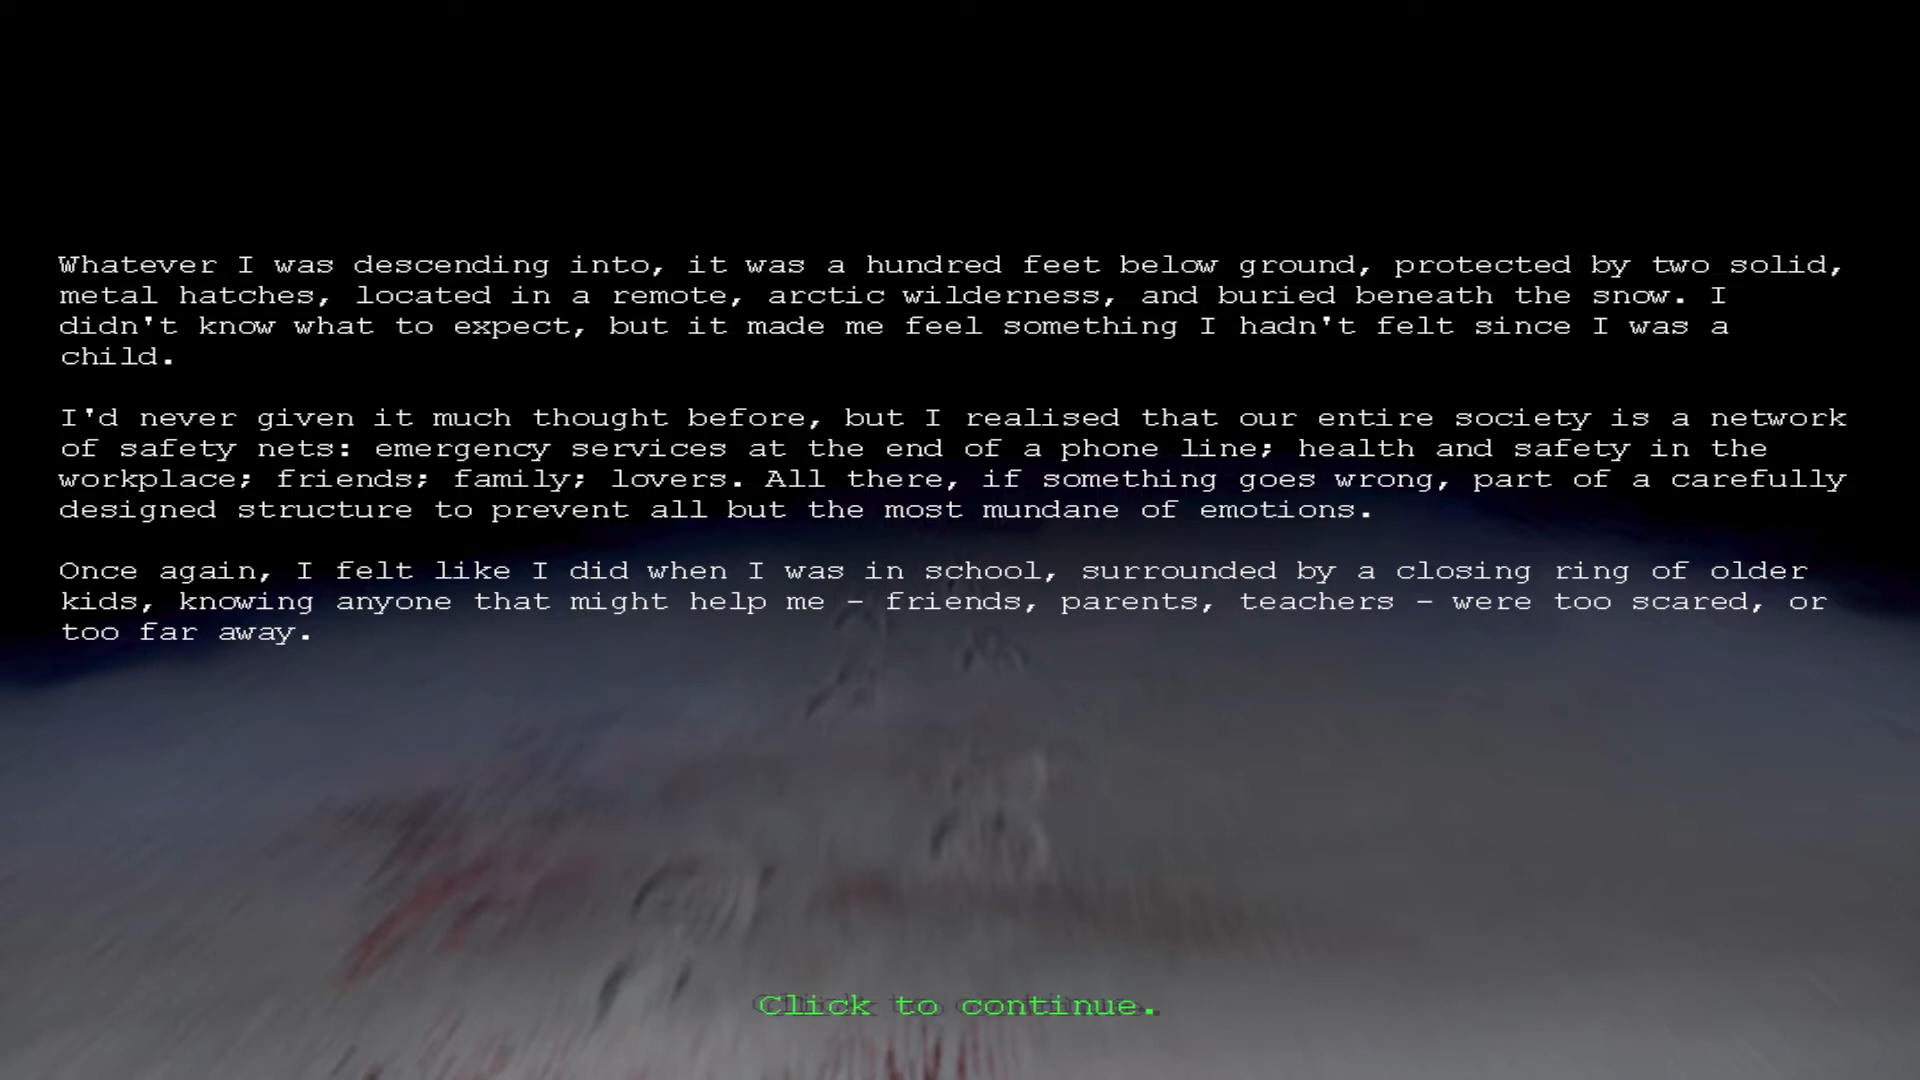 Whatever I was descending into, it was a hundred feet below ground, protected by two solid,
metal hatches, located in a remote, arctic wilderness, and buried beneath the snow. I
didn't know what to expect, but it made me feel something I hadn't felt since I was a
child.
I'd never given it much thought before, but I realised that our entire society is a network
of safety nets: emergency services at the end of a phone line; health and safety in the
workplace; friends; family; lovers. All there, if something goes wrong, part of a carefully
designed structure to prevent all but the most mundane of emotions.
Once again, I felt like I did when I was in school, surrounded by a closing ring of older
kids, knowing anyone that might help me - friends, parents, teachers - were too scared, or
too far away.
Click to continue.